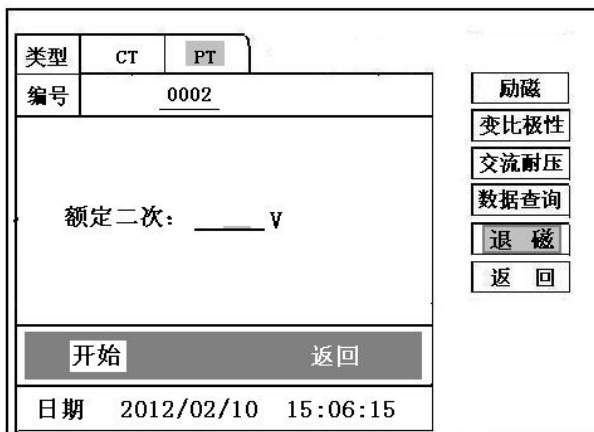 类型 CT PT
编号 0002
额定二次： V
开始 返回
日期 2012/02/10 15:06:15
励磁
变比极性
交流耐压
数据查询
退 磁
返 回